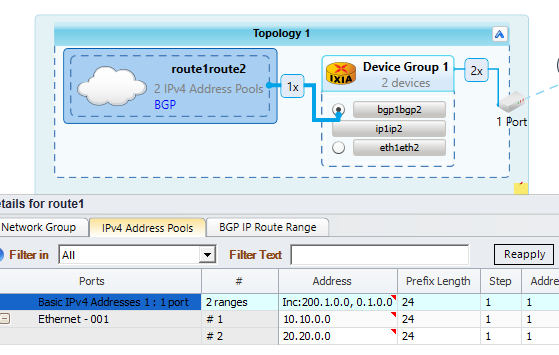 Topology 1
route1route2
2 IPv4 Address Pools
BGP
1x
IXIA
Device Group 1
2 devices
bgp1bgp2
ip1ip2
eth1eth2
2x
1 Port
etails for route1
Network Group IPv4 Address Pools BGP IP Route Range
Filter in All Filter Text Reapply
Ports # Address Prefix Length Step Addre
Basic IPv4 Addresses 1 : 1 port 2 ranges Inc:200.1.0.0, 0.1.0.0 24 1 1
Ethernet - 001 # 1 10.10.0.0 24 1 1
# 2 20.20.0.0 24 1 1